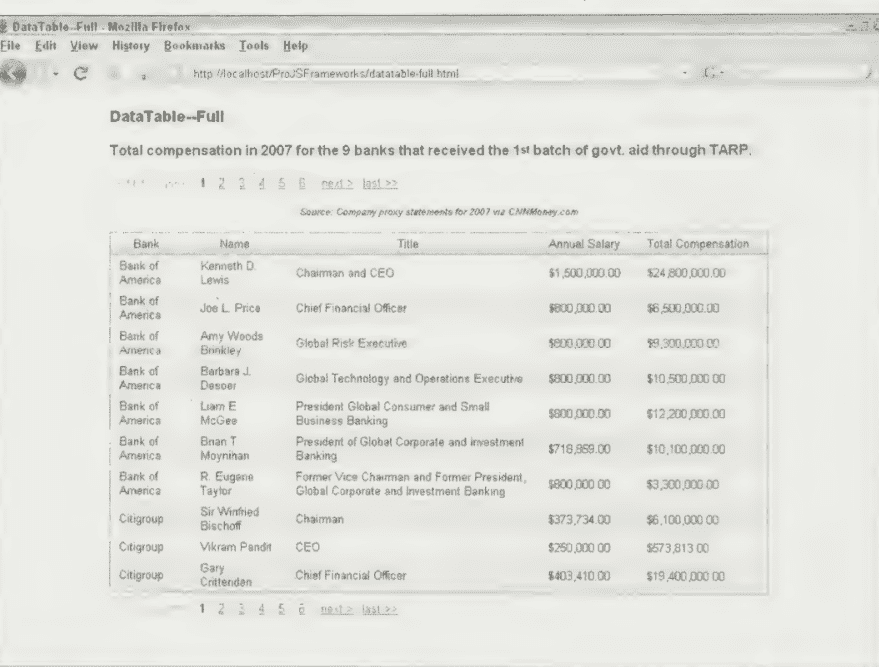 DataTable--Full - Mozilla Firefox
File Edit View History Bookmarks Tools Help
http://localhost/ProJSFrameworks/datatable-full.html
DataTable--Full
Total compensation in 2007 for the 9 banks that received the 1st batch of govt. aid through TARP.
1 2 3 4 5 6 next > last >>
Source: Company proxy statements for 2007 via CNNMoney.com
Bank Name Title Annual Salary Total Compensation
Bank of America Kenneth D. Lewis Chairman and CEO $1,500,000.00 $24,800,000.00
Bank of America Joe L. Price Chief Financial Officer $800,000.00 $6,500,000.00
Bank of America Amy Woods Brinkley Global Risk Executive $800,000.00 $9,300,000.00
Bank of America Barbara J. Desoer Global Technology and Operations Executive $800,000.00 $10,500,000.00
Bank of America Liam E McGee President Global Consumer and Small Business Banking $800,000.00 $12,200,000.00
Bank of America Brian T Moynihan President of Global Corporate and investment Banking $718,859.00 $10,100,000.00
Bank of America R. Eugene Taylor Former Vice Chairman and Former President, Global Corporate and Investment Banking $800,000.00 $3,300,000.00
Citigroup Sir Winfried Bischoff Chairman $373,734.00 $6,100,000.00
Citigroup Vikram Pandit CEO $250,000.00 $573,813.00
Citigroup Gary Crittenden Chief Financial Officer $403,410.00 $19,400,000.00
1 2 3 4 5 6 next > last >>